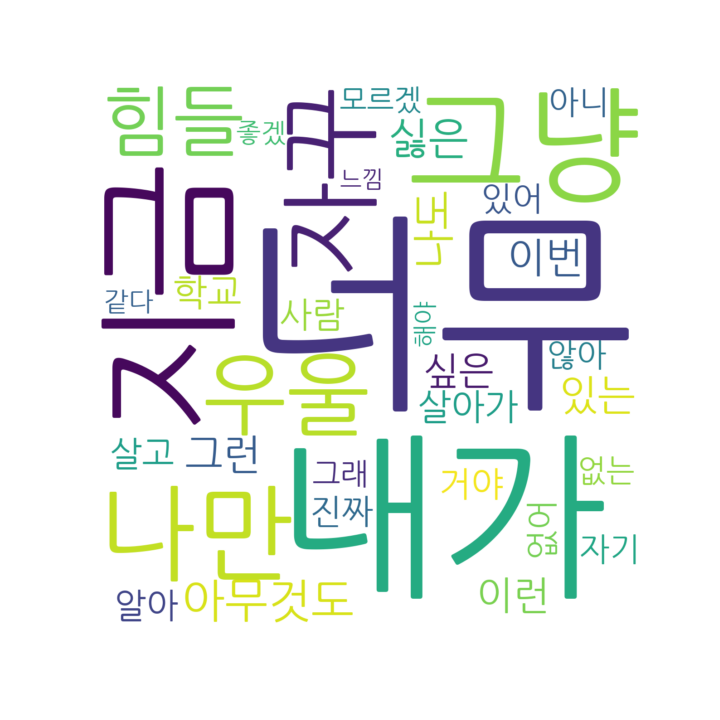 힘들
좋겠
자꾸
모르겠
싫은
그냥
아니
느낌
지금
너무
나도
있어
이번
같다
학교
사람
해야
우울
싶은
않아
살아가
있는
살고
그런
그래
내가
거야
없는
나만
진짜
없어
자기
알아
아무것도
이런